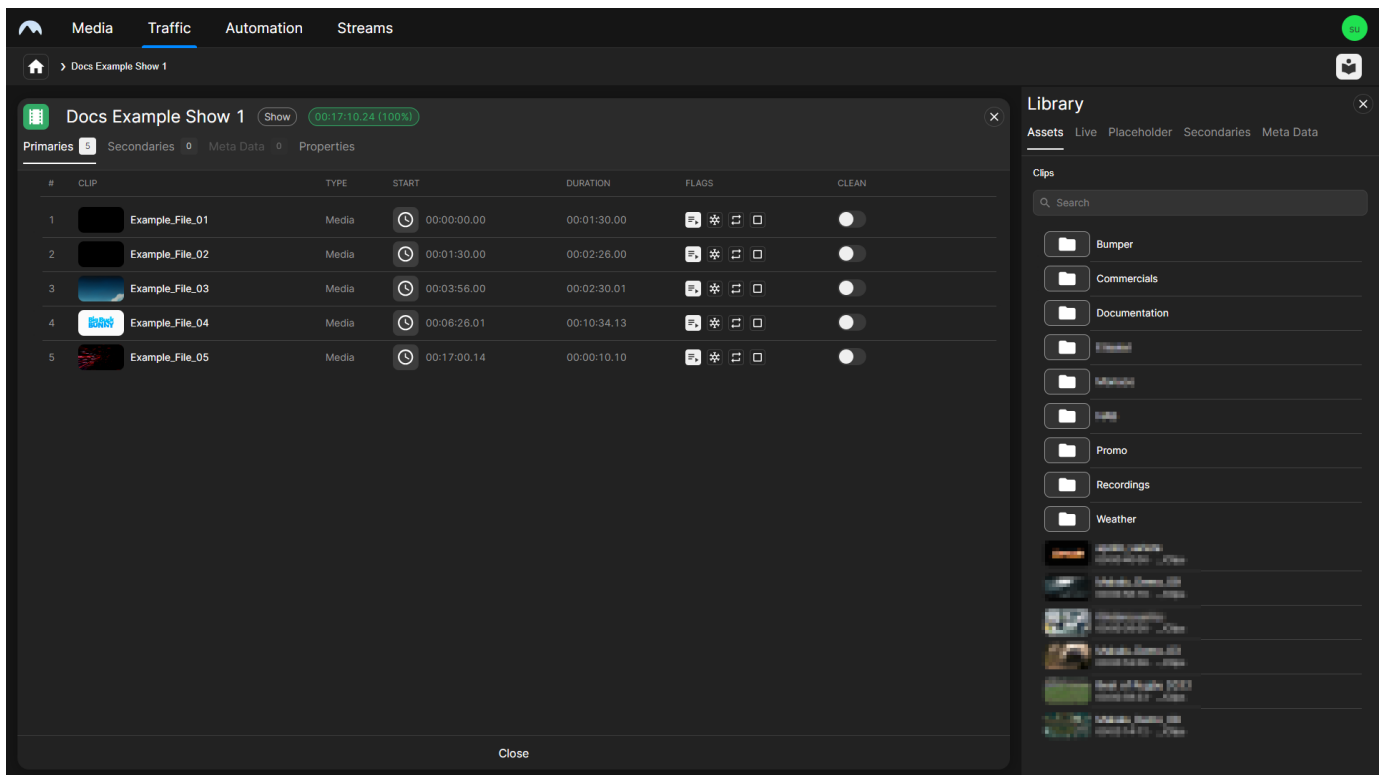 Media Traffic Automation Streams su
Docs Example Show 1
Docs Example Show 1 Show 00:17:10.24 (100%)
Primaries 5 Secondaries 0 Meta Data 0 Properties
# CLIP TYPE START DURATION FLAGS CLEAN
1 Example_File_01 Media 00:00:00.00 00:01:30.00
2 Example_File_02 Media 00:01:30.00 00:02:26.00
3 Example_File_03 Media 00:03:56.00 00:02:30.01
4 Big Buck BUNNY Example_File_04 Media 00:06:26.01 00:10:34.13
5 Example_File_05 Media 00:17:00.14 00:00:10.10
Close
Library
Assets Live Placeholder Secondaries Meta Data
Clips
Search
Bumper
Commercials
Documentation
Promo
Recordings
Weather